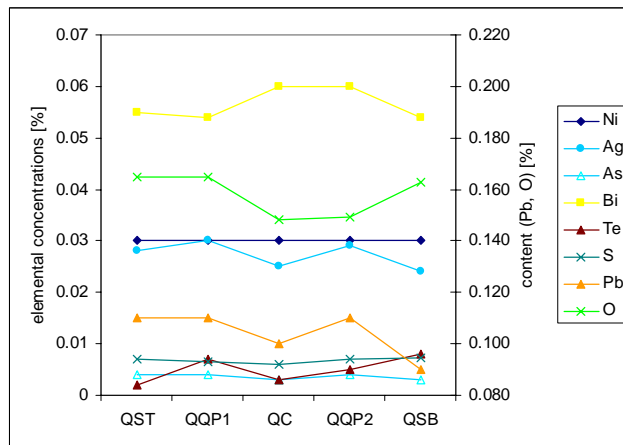 0.07
0.06
0.05
0.04
0.03
0.02
0.01
0
elemental concentrations [%]
0.220
0.200
0.180
0.160
0.140
0.120
0.100
0.080
content (Pb, O) [%]
QST QQP1 QC QQP2 QSB
Ni
Ag
As
Bi
Te
S
Pb
O